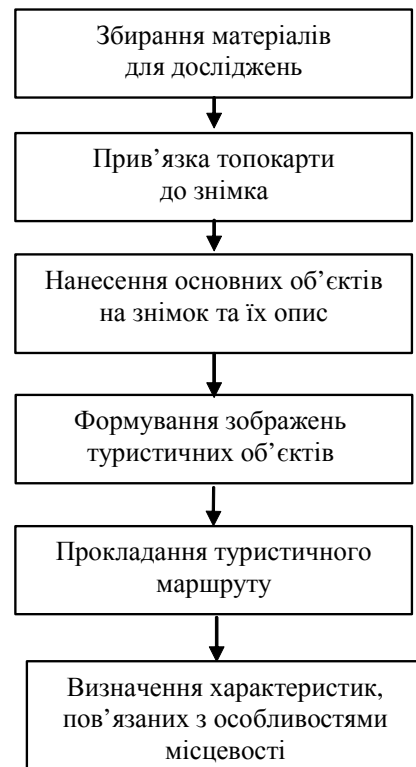 Збирання матеріалів
для досліджень
Прив’язка топокарти
до знімка
Нанесення основних об’єктів
на знімок та їх опис
Формування зображень
туристичних об’єктів
Прокладання туристичного
маршруту
Визначення характеристик,
пов’язаних з особливостями
місцевості